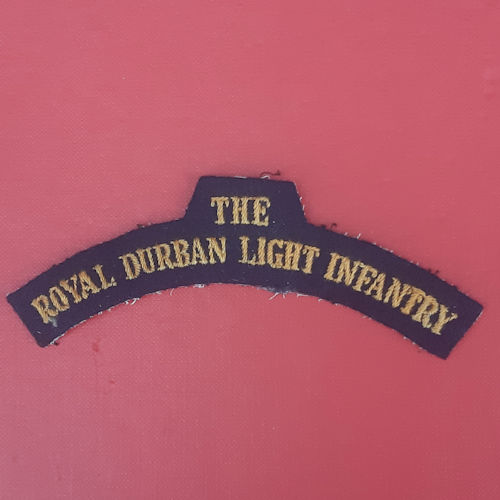 THE
ROYAL DURBAN LIGHT INFANTRY